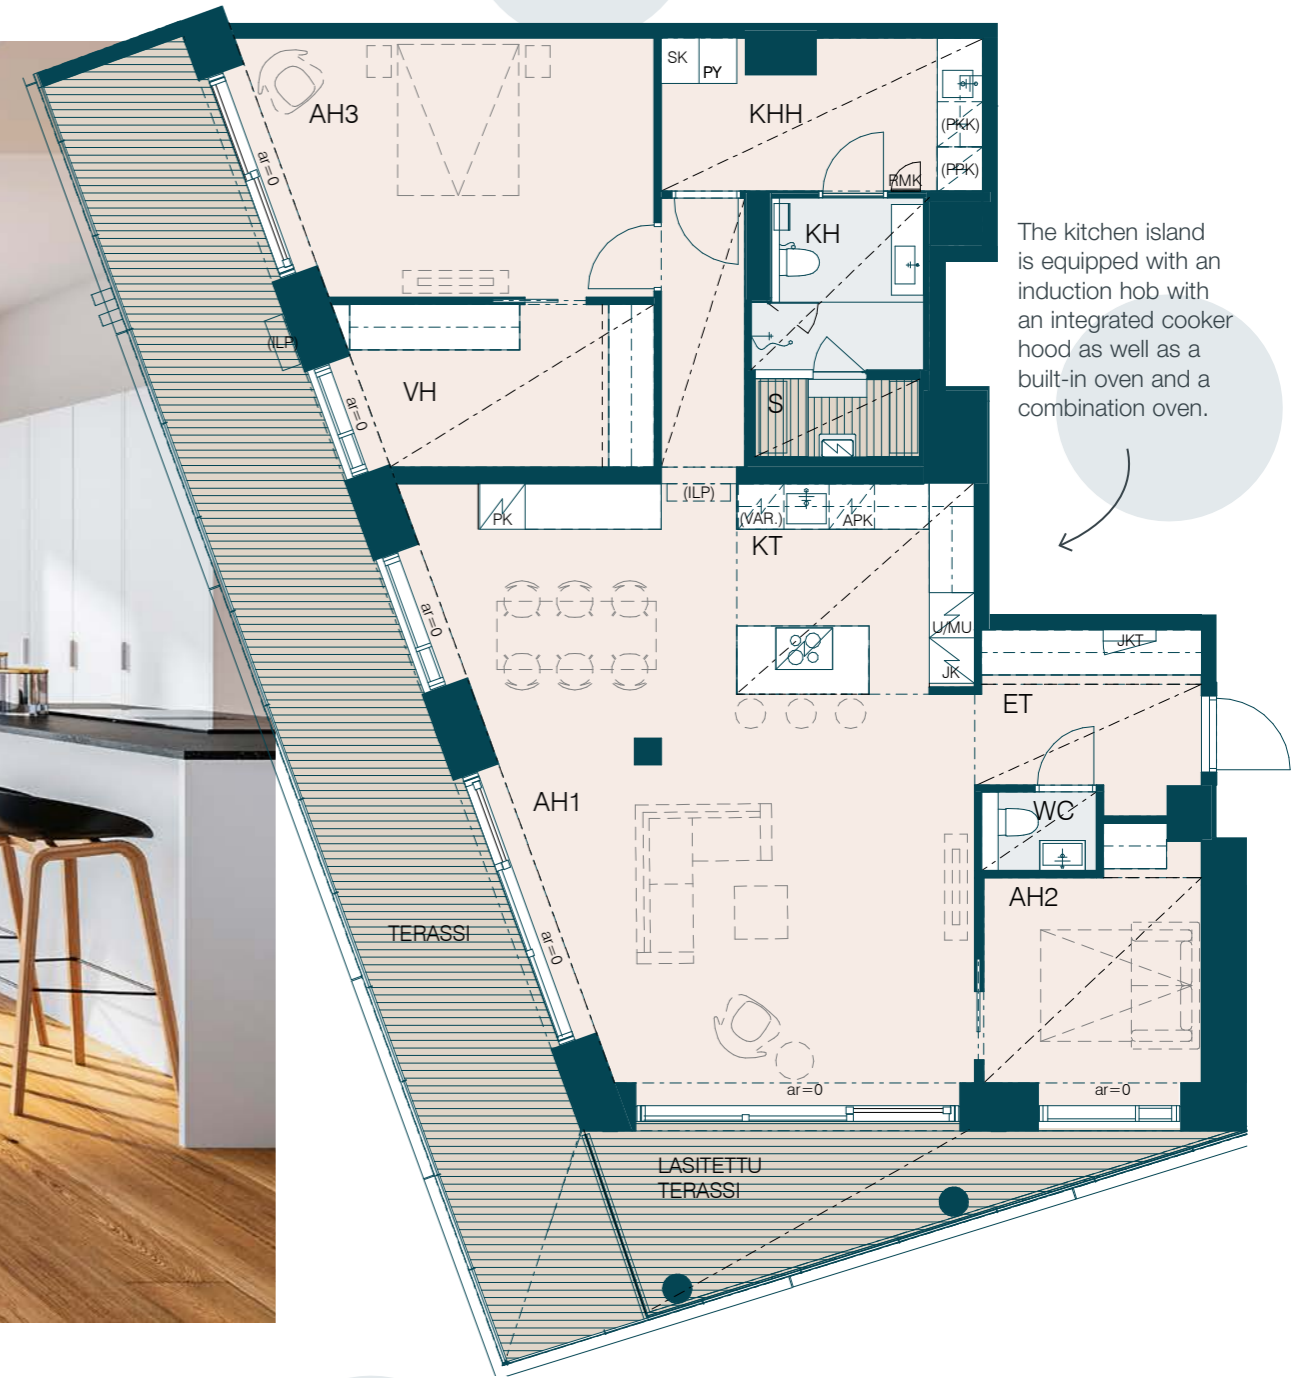 SK
PY
AH3
KHH
(PKK)
(PPK)
RMK
ar=0
KH
The kitchen island
is equipped with an
induction hob with
an integrated cooker
hood as well as a
built-in oven and a
combination oven.
(ILP)
VH
ar=0
S
(ILP)
PK
(VAR.)
APK
KT
ar=0
U/MU
JKT
JK
ET
AH1
WC
AH2
TERASSI
ar=0
ar=0
ar=0
LASITETTU
TERASSI